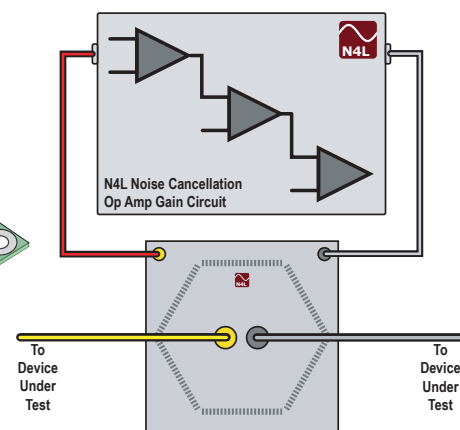 N4L
N4L Noise Cancellation
Op Amp Gain Circuit
N4L
To
Device
Under
Test
To
Device
Under
Test